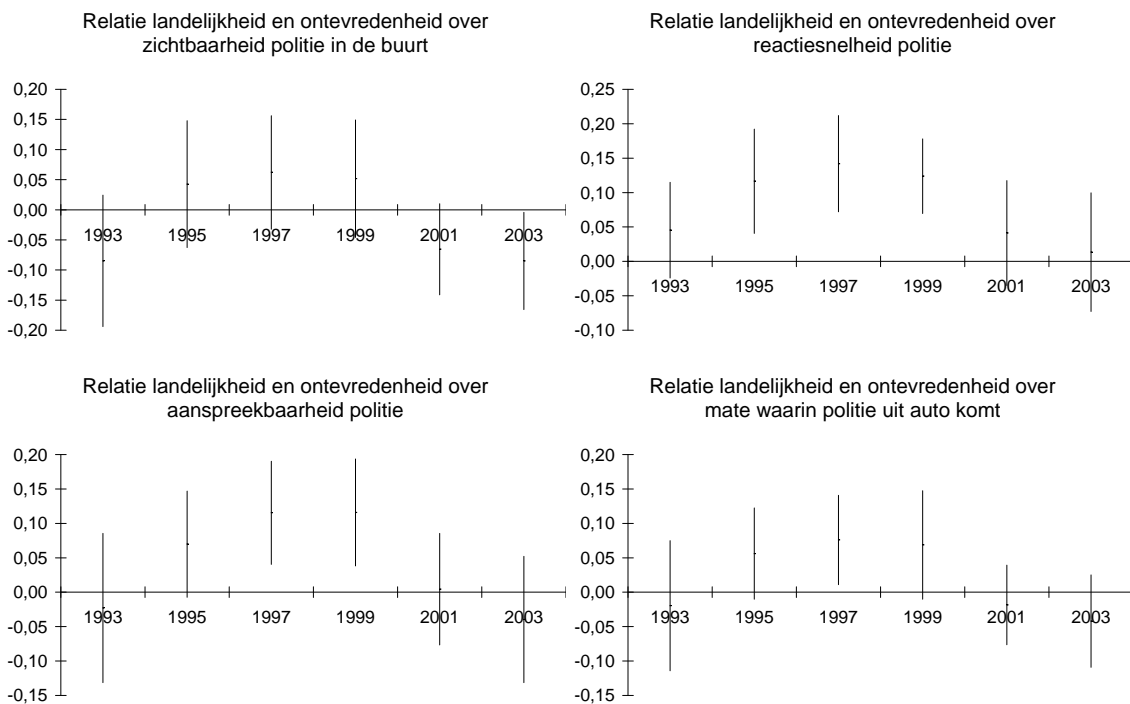 Relatie landelijkheid en ontevredenheid over
zichtbaarheid politie in de buurt
0,20
0,15
0,10
0,05
0,00
-0,05
-0,10
-0,15
-0,20
1993 1995 1997 1999 2001 2003
Relatie landelijkheid en ontevredenheid over
reactiesnelheid politie
0,25
0,20
0,15
0,10
0,05
0,00
-0,05
-0,10
1993 1995 1997 1999 2001 2003
Relatie landelijkheid en ontevredenheid over
aanspreekbaarheid politie
0,20
0,15
0,10
0,05
0,00
-0,05
-0,10
-0,15
1993 1995 1997 1999 2001 2003
Relatie landelijkheid en ontevredenheid over
mate waarin politie uit auto komt
0,20
0,15
0,10
0,05
0,00
-0,05
-0,10
-0,15
1993 1995 1997 1999 2001 2003